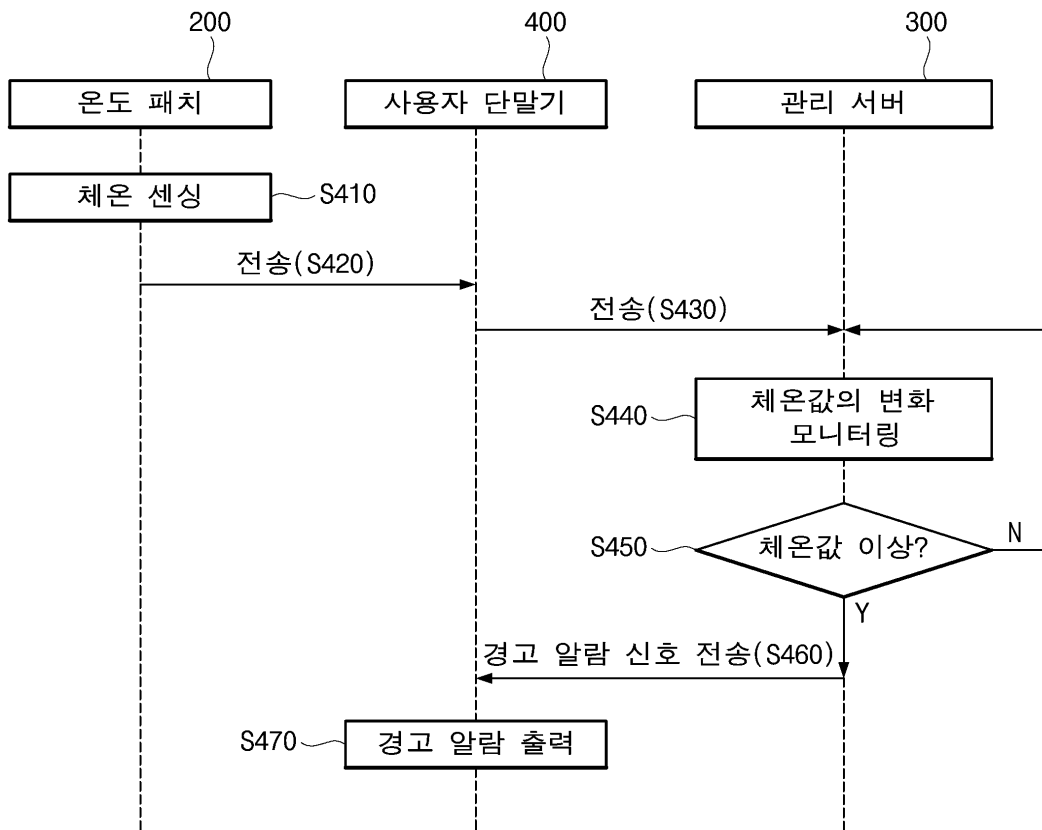 200
400
300
온도 패치
사용자 단말기
관리 서버
체온 센싱
S410
전송(S420)
전송(S430)
S440
체온값의 변화
모니터링
S450
체온값 이상?
N
Y
경고 알람 신호 전송(S460)
S470
경고 알람 출력